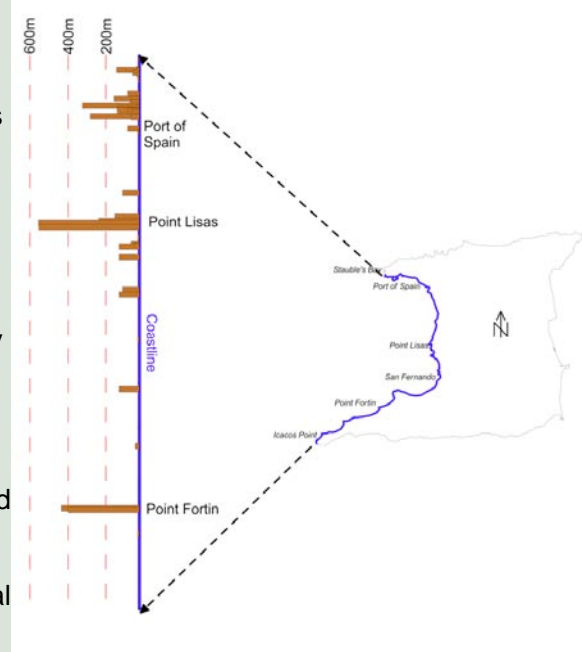 600m
400m
200m
Port of
Spain
Point Lisas
Coastline
Point Fortin
Stauble's Bay
Port of Spain
Point Lisas
San Fernando
Point Fortin
Icacos Point
N
s
y
d
al